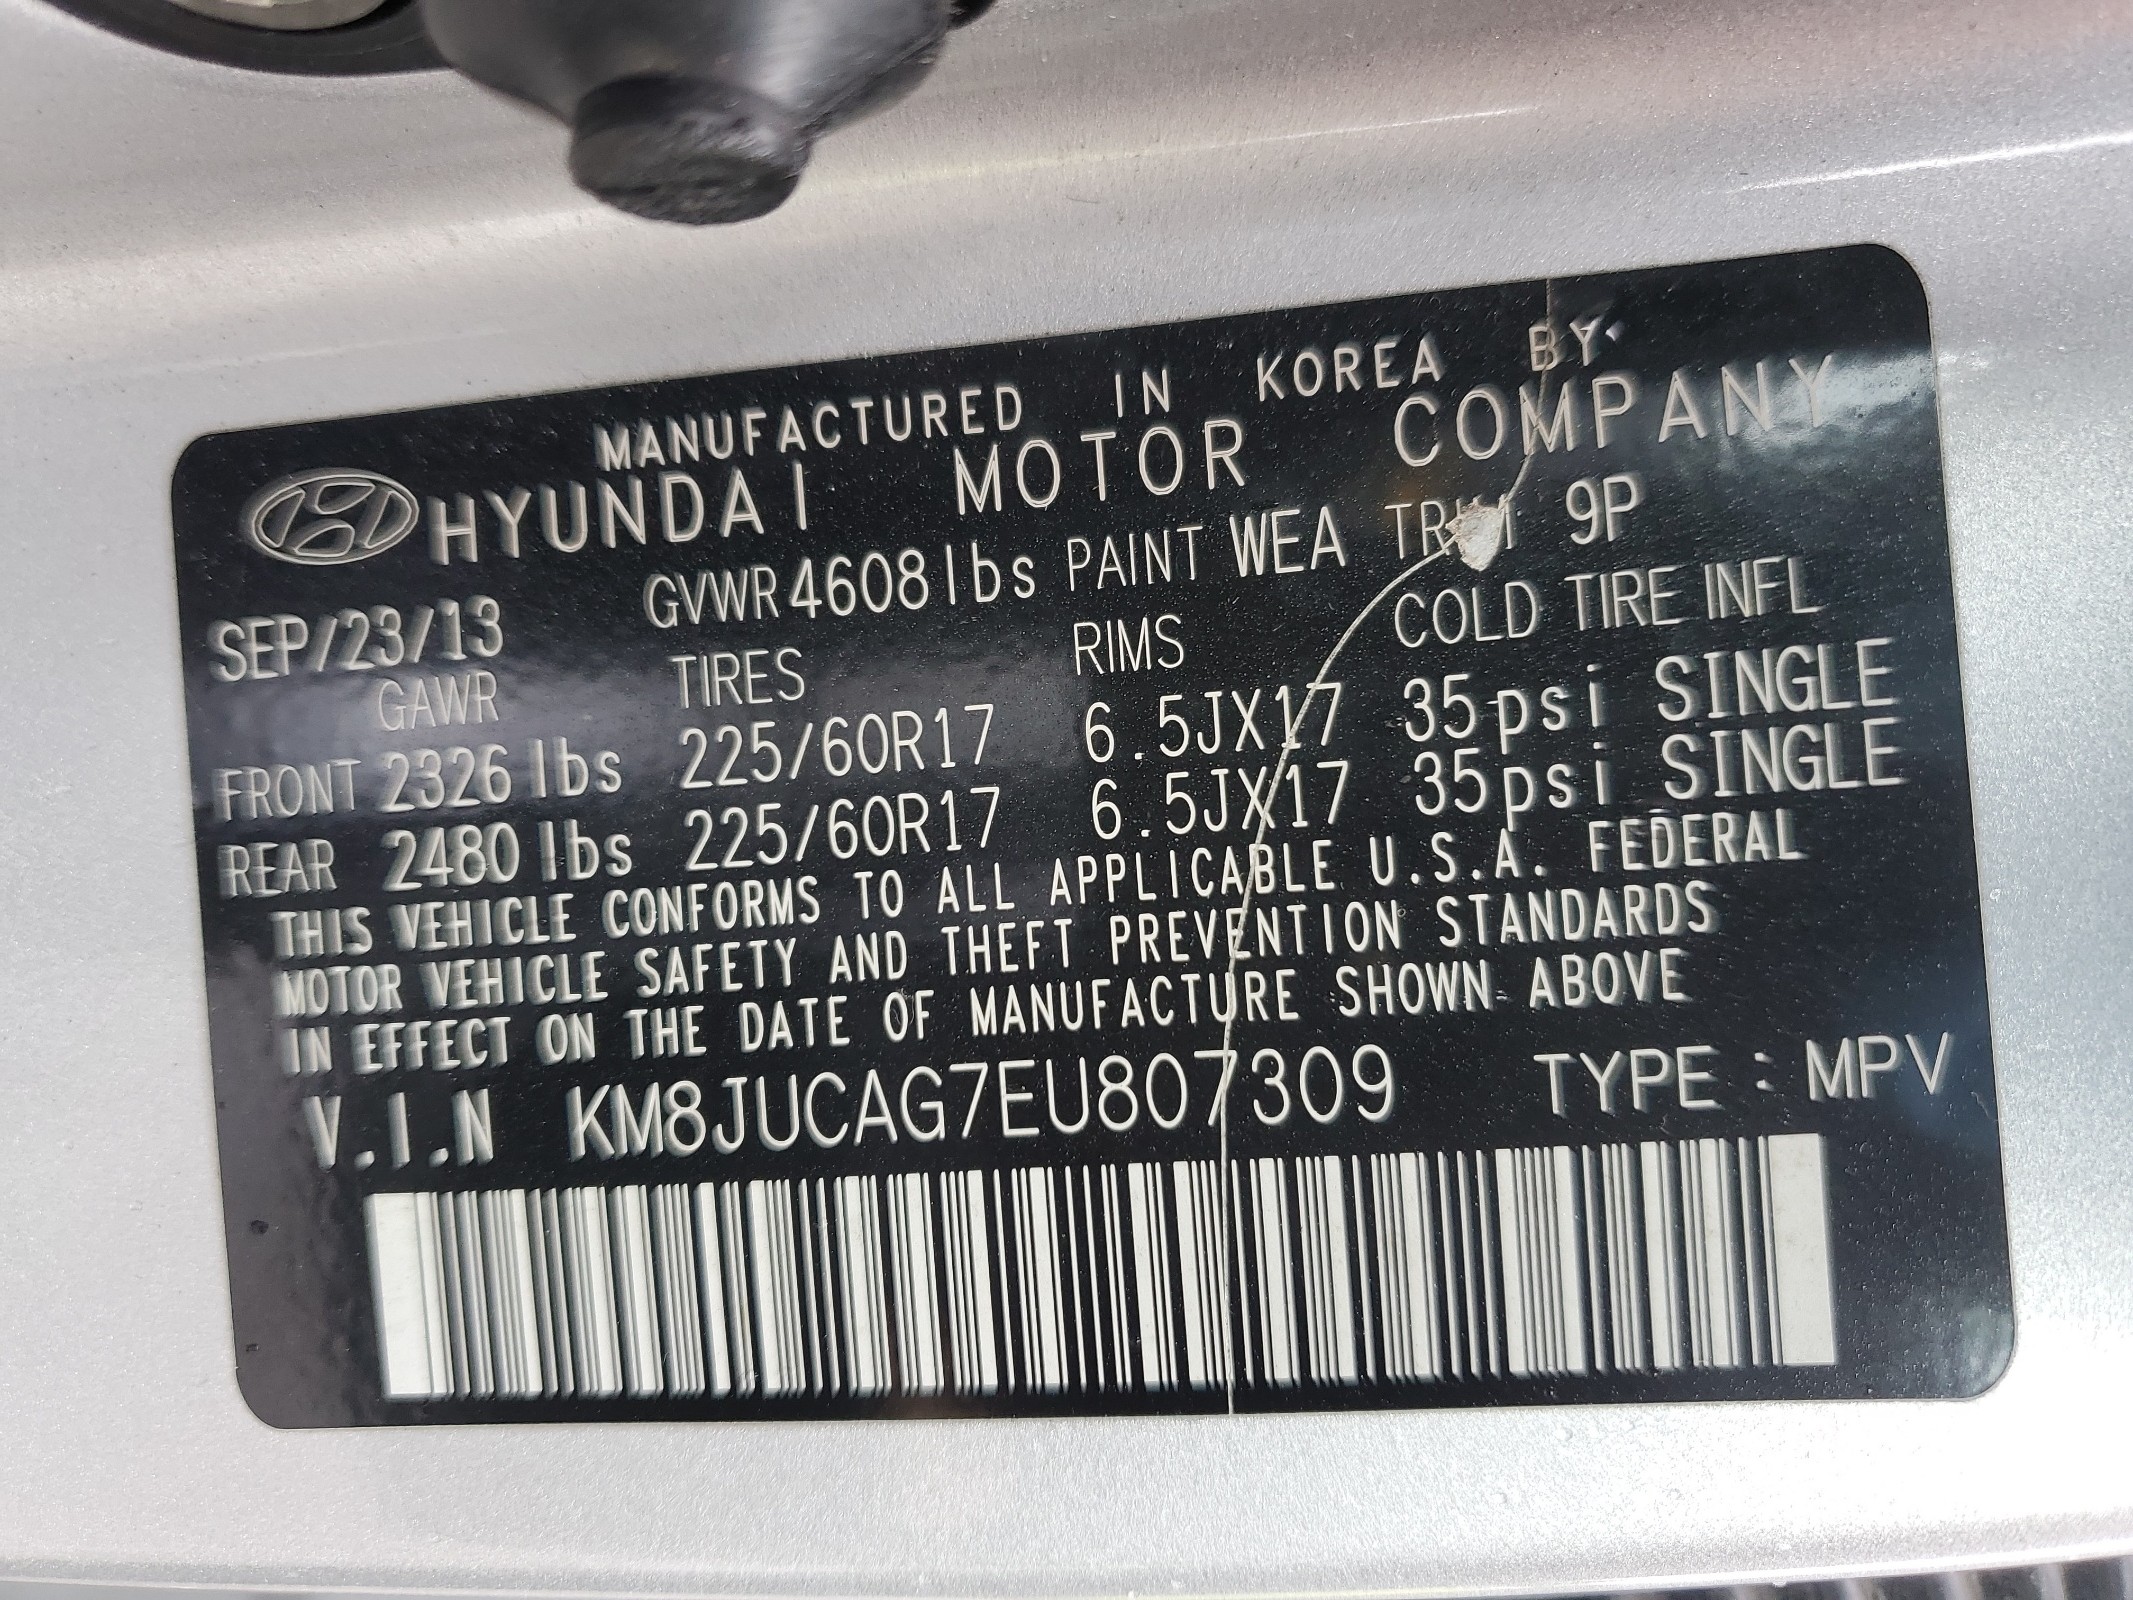 MANUFACTURED IN KOREA BY
HYUNDAI MOTOR COMPANY
SEP/23/13 GVWR 4608 lbs PAINT WEA TRIM 9P
GAWR TIRES RIMS COLD TIRE INFL
FRONT 2326 lbs 225/60R17 6.5JX17 35psi SINGLE
REAR 2480 lbs 225/60R17 6.5JX17 35psi SINGLE
THIS VEHICLE CONFORMS TO ALL APPLICABLE U.S.A. FEDERAL
MOTOR VEHICLE SAFETY AND THEFT PREVENTION STANDARDS
IN EFFECT ON THE DATE OF MANUFACTURE SHOWN ABOVE
V.I.N KM8JUCAG7EU807309 TYPE : MPV